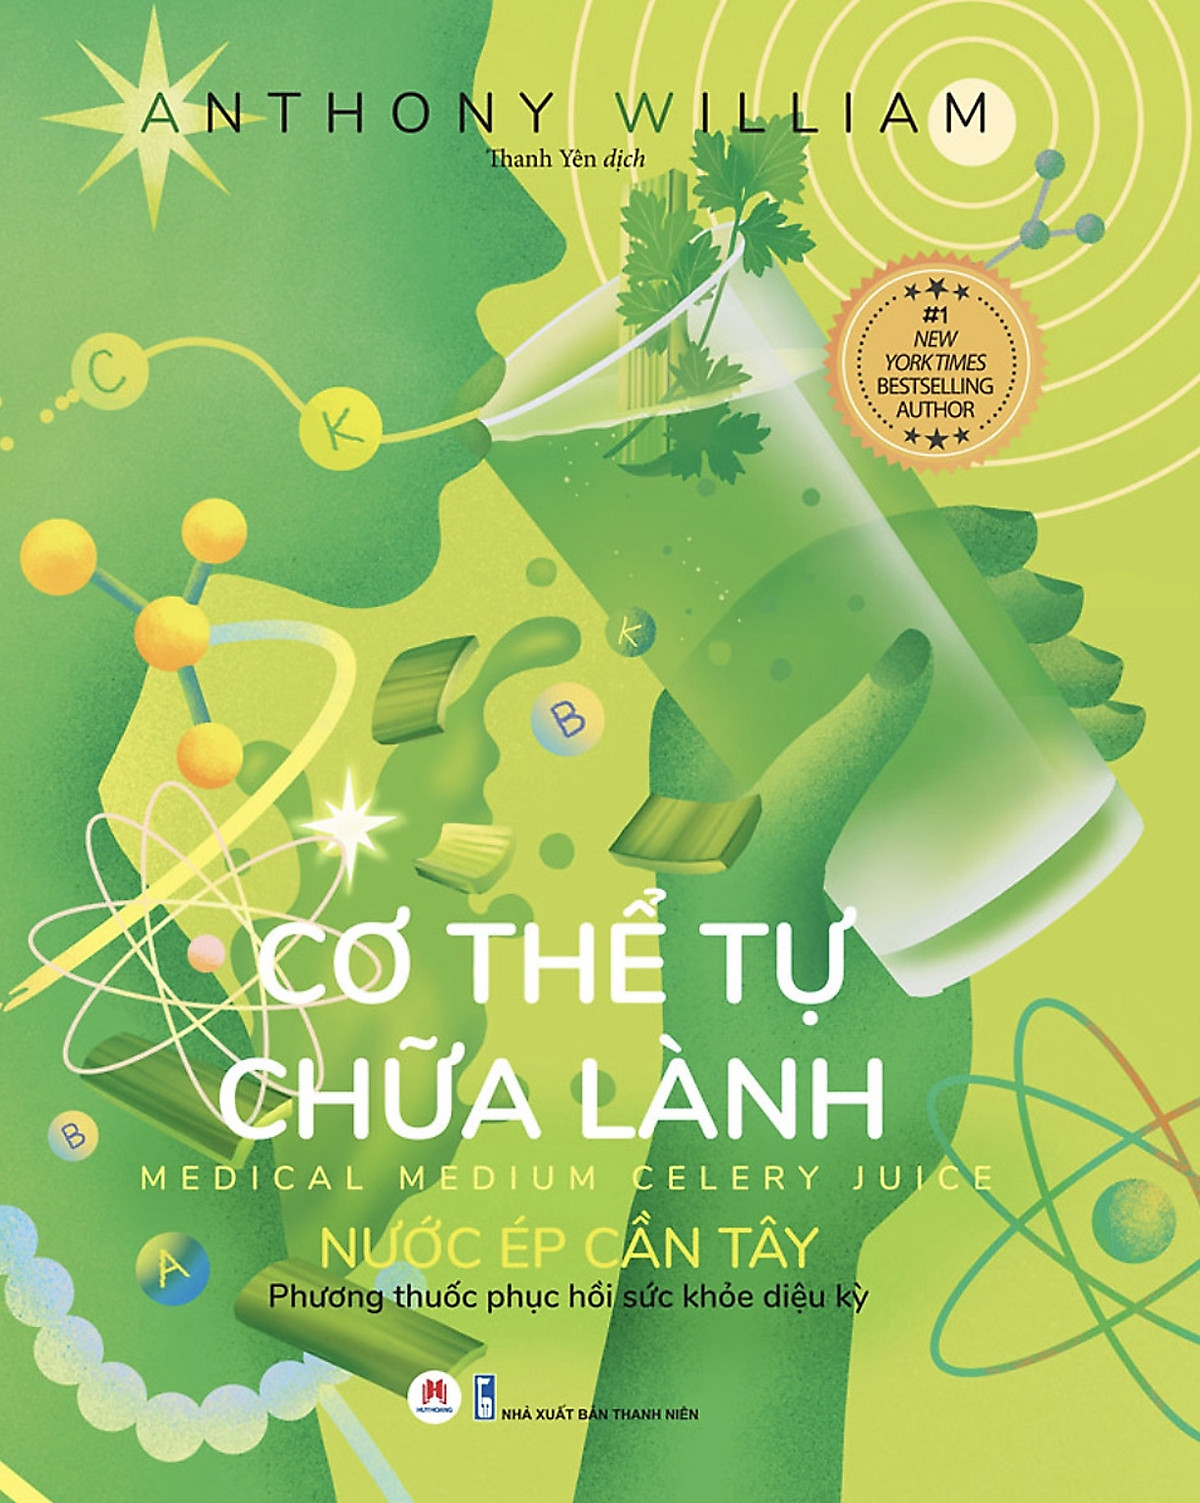 ANTHONY WILLIAM
Thanh Yên dịch
#1
NEW
YORK TIMES
BESTSELLING
AUTHOR
C
K
K
B
CƠ THỂ TỰ
CHỮA LÀNH
B
MEDICAL MEDIUM CELERY JUICE
NƯỚC ÉP CẦN TÂY
A
Phương thuốc phục hồi sức khỏe diệu kỳ
HUYHOANG
NHÀ XUẤT BẢN THANH NIÊN